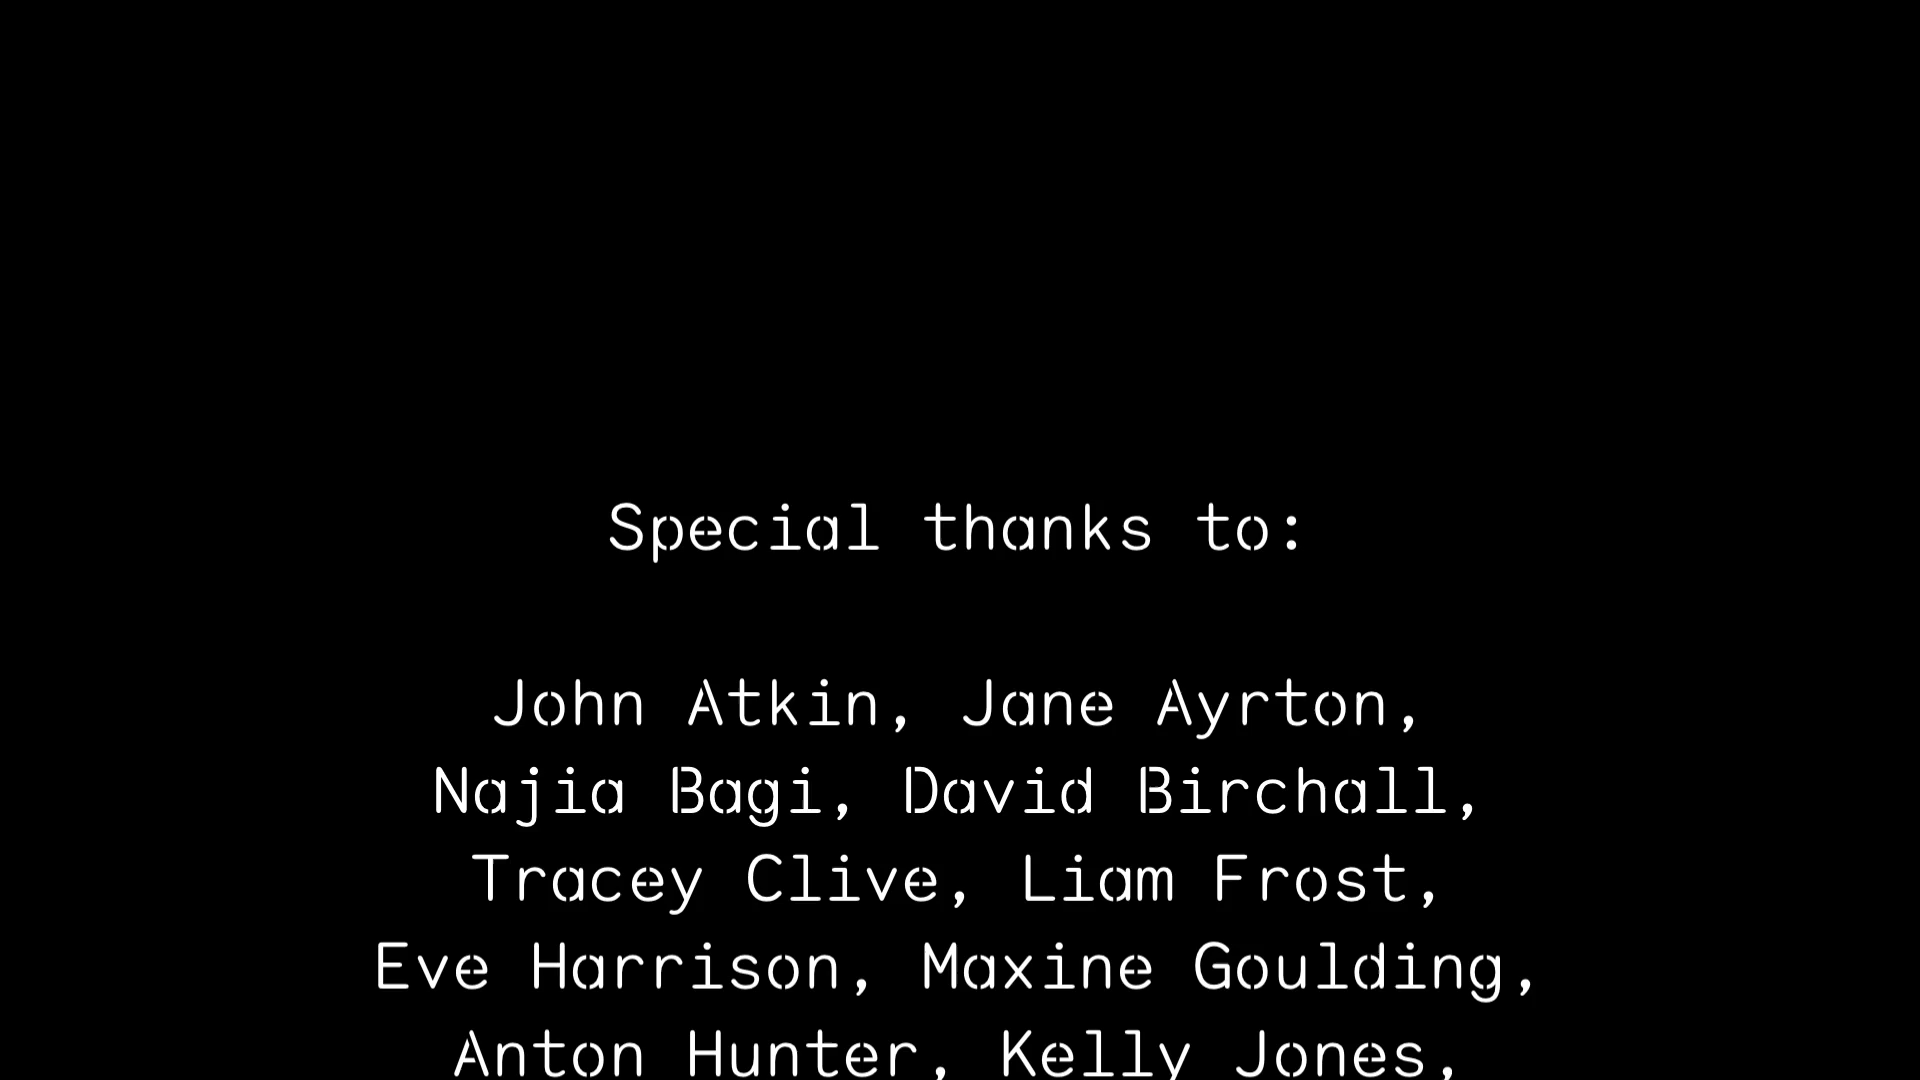 Special thanks to:
John Atkin, Jane Ayrton,
Najia Bagi, David Birchall,
Tracey Clive, Liam Frost,
Eve Harrison, Maxine Goulding,
Anton Hunter, Kelly Jones,